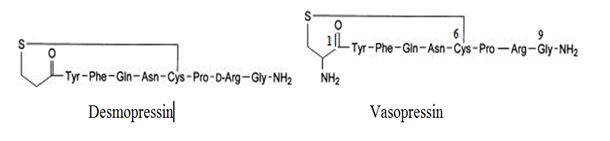 S
O
Tyr-Phe-Gln-Asn-Cys-Pro-D-Arg-Gly-NH2
Desmopressin
S
O
1
6
9
Tyr-Phe-Gln-Asn-Cys-Pro-Arg-Gly-NH2
NH2
Vasopressin